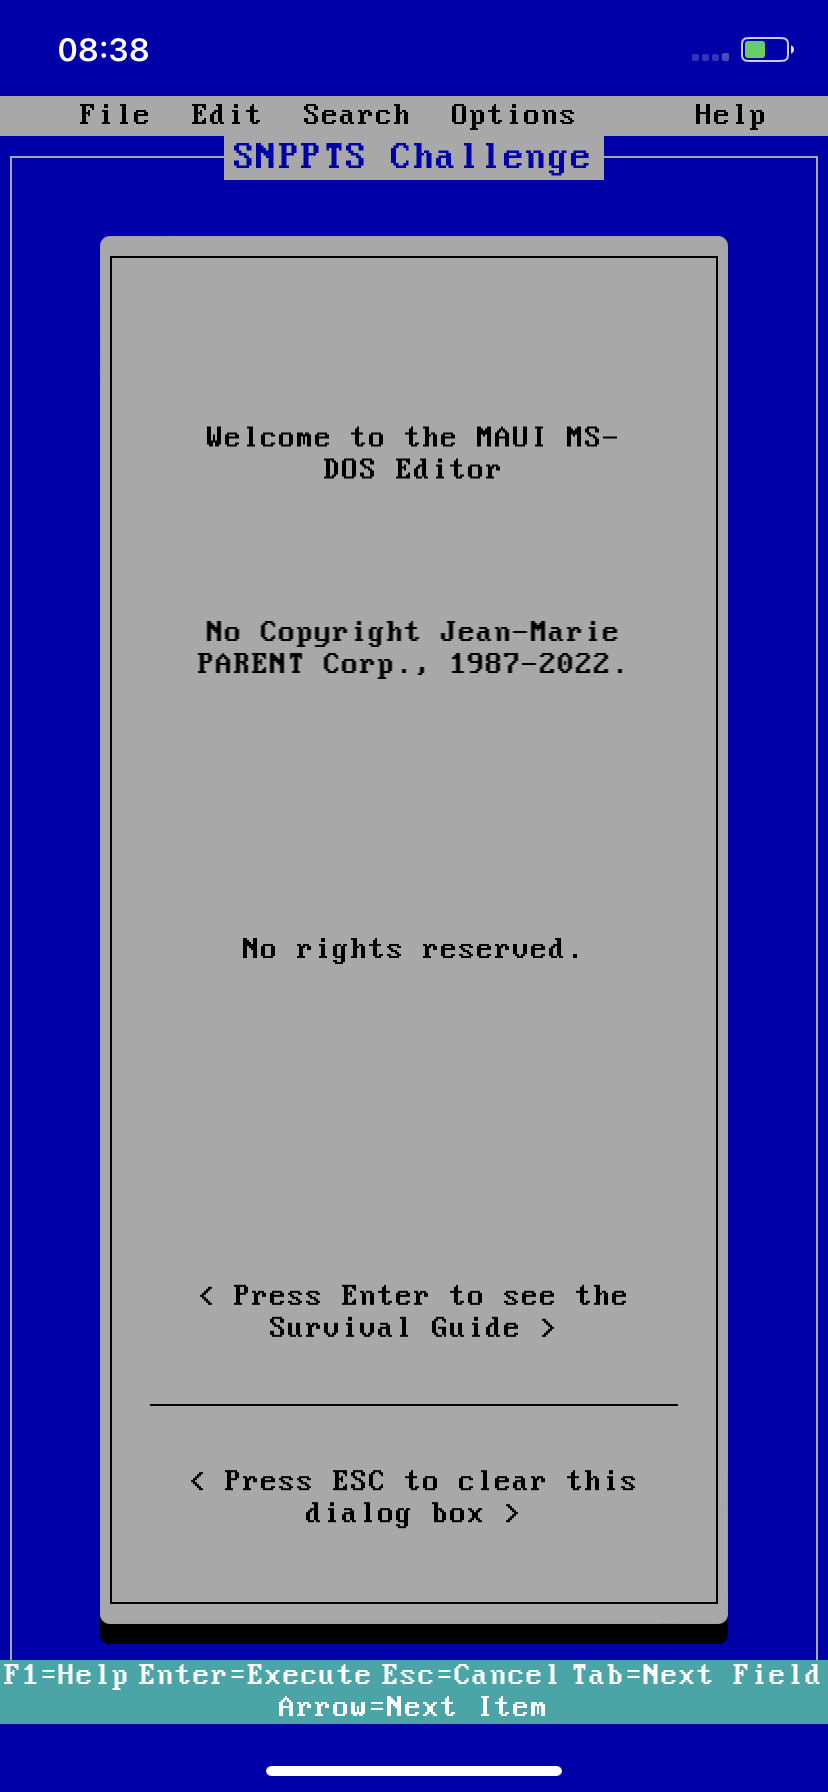 08:38
File Edit Search Options Help
SNPPTS Challenge
Welcome to the MAUI MS-
DOS Editor
No Copyright Jean-Marie
PARENT Corp., 1987-2022.
No rights reserved.
< Press Enter to see the
Survival Guide >
< Press ESC to clear this
dialog box >
F1=Help Enter=Execute Esc=Cancel Tab=Next Field
Arrow=Next Item